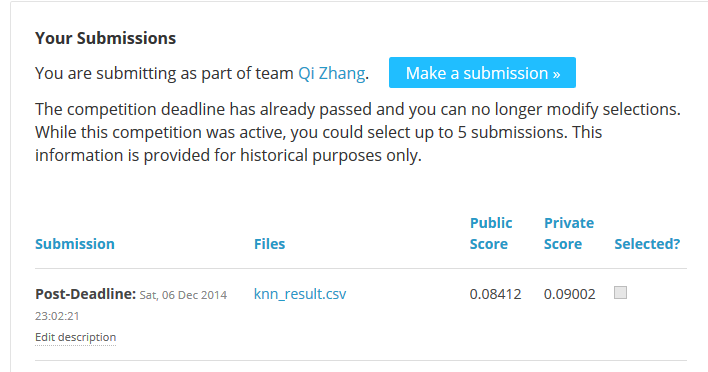 Your Submissions
You are submitting as part of team Qi Zhang. Make a submission »
The competition deadline has already passed and you can no longer modify selections.
While this competition was active, you could select up to 5 submissions. This
information is provided for historical purposes only.
Public Private
Submission Files Score Score Selected?
Post-Deadline: Sat, 06 Dec 2014 knn_result.csv 0.08412 0.09002
23:02:21
Edit description